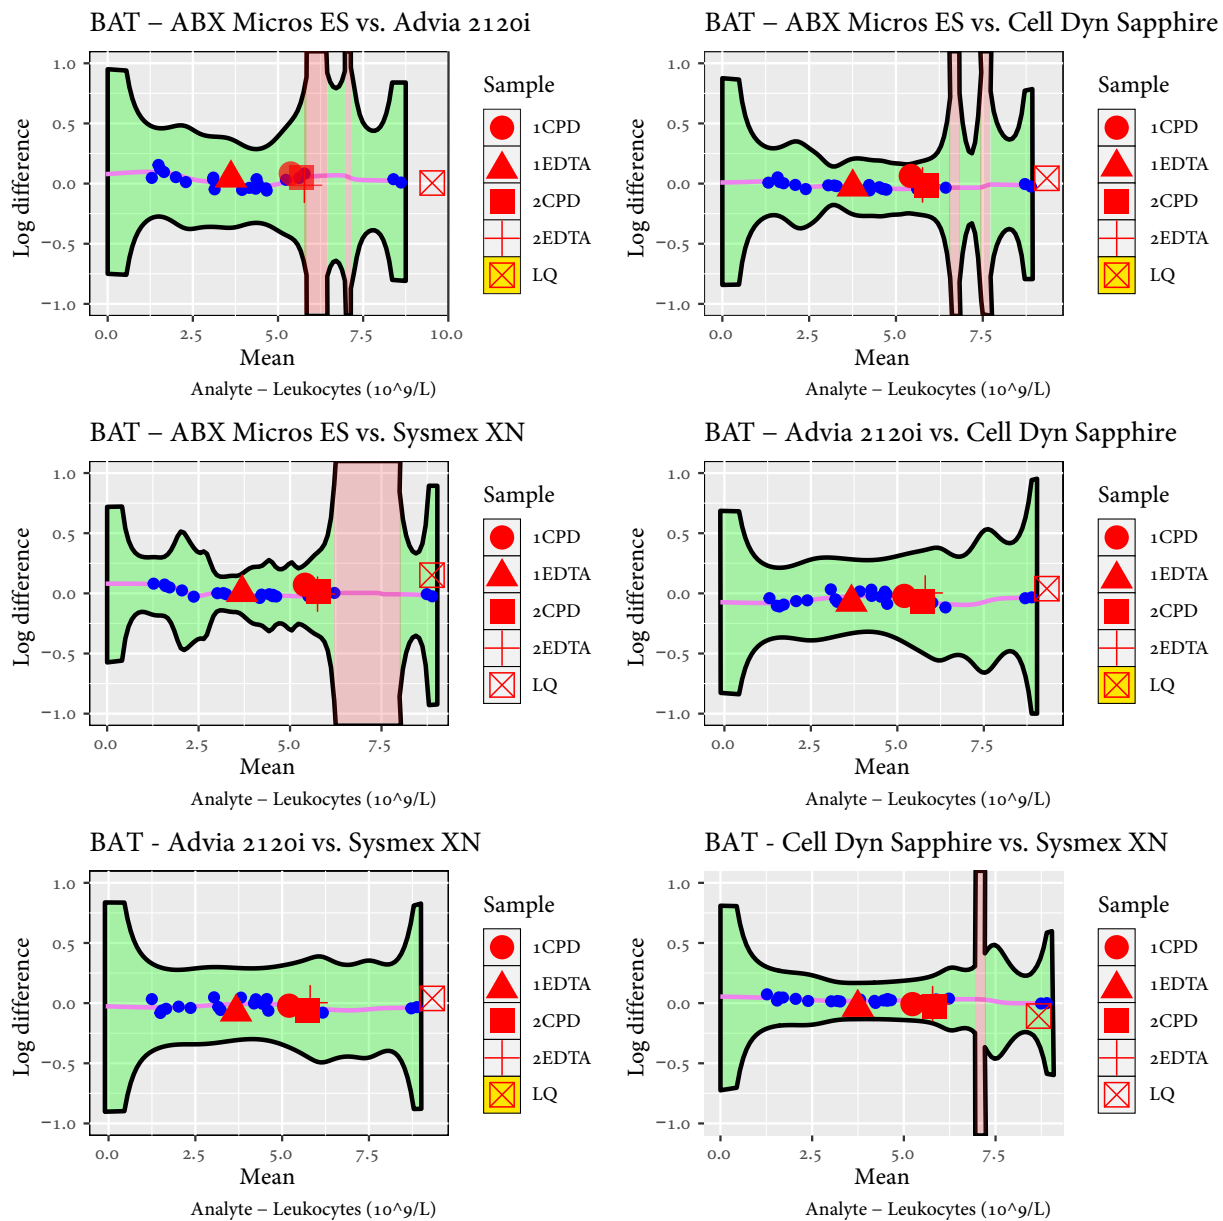 BAT – ABX Micros ES vs. Advia 2120i
1.0
0.5
0.0
−0.5
−1.0
Log difference
0.0 2.5 5.0 7.5 10.0
Mean
Analyte – Leukocytes (10^9/L)
Sample
1CPD
1EDTA
2CPD
2EDTA
LQ
BAT – ABX Micros ES vs. Cell Dyn Sapphire
1.0
0.5
0.0
−0.5
−1.0
Log difference
0.0 2.5 5.0 7.5
Mean
Analyte – Leukocytes (10^9/L)
Sample
1CPD
1EDTA
2CPD
2EDTA
LQ
BAT – ABX Micros ES vs. Sysmex XN
1.0
0.5
0.0
−0.5
−1.0
Log difference
0.0 2.5 5.0 7.5
Mean
Analyte – Leukocytes (10^9/L)
Sample
1CPD
1EDTA
2CPD
2EDTA
LQ
BAT – Advia 2120i vs. Cell Dyn Sapphire
1.0
0.5
0.0
−0.5
−1.0
Log difference
0.0 2.5 5.0 7.5
Mean
Analyte – Leukocytes (10^9/L)
Sample
1CPD
1EDTA
2CPD
2EDTA
LQ
BAT - Advia 2120i vs. Sysmex XN
1.0
0.5
0.0
−0.5
−1.0
Log difference
0.0 2.5 5.0 7.5
Mean
Analyte – Leukocytes (10^9/L)
Sample
1CPD
1EDTA
2CPD
2EDTA
LQ
BAT - Cell Dyn Sapphire vs. Sysmex XN
1.0
0.5
0.0
−0.5
−1.0
Log difference
0.0 2.5 5.0 7.5
Mean
Analyte – Leukocytes (10^9/L)
Sample
1CPD
1EDTA
2CPD
2EDTA
LQ